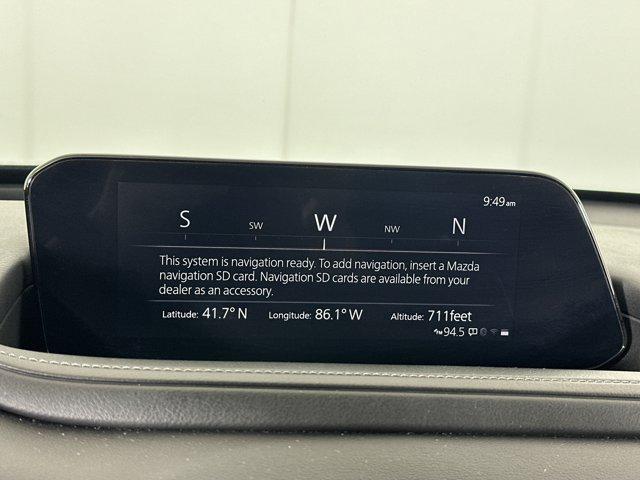 9:49am
S SW W NW N
This system is navigation ready. To add navigation, insert a Mazda
navigation SD card. Navigation SD cards are available from your
dealer as an accessory.
Latitude: 41.7° N Longitude: 86.1° W Altitude: 711feet
FM 94.5